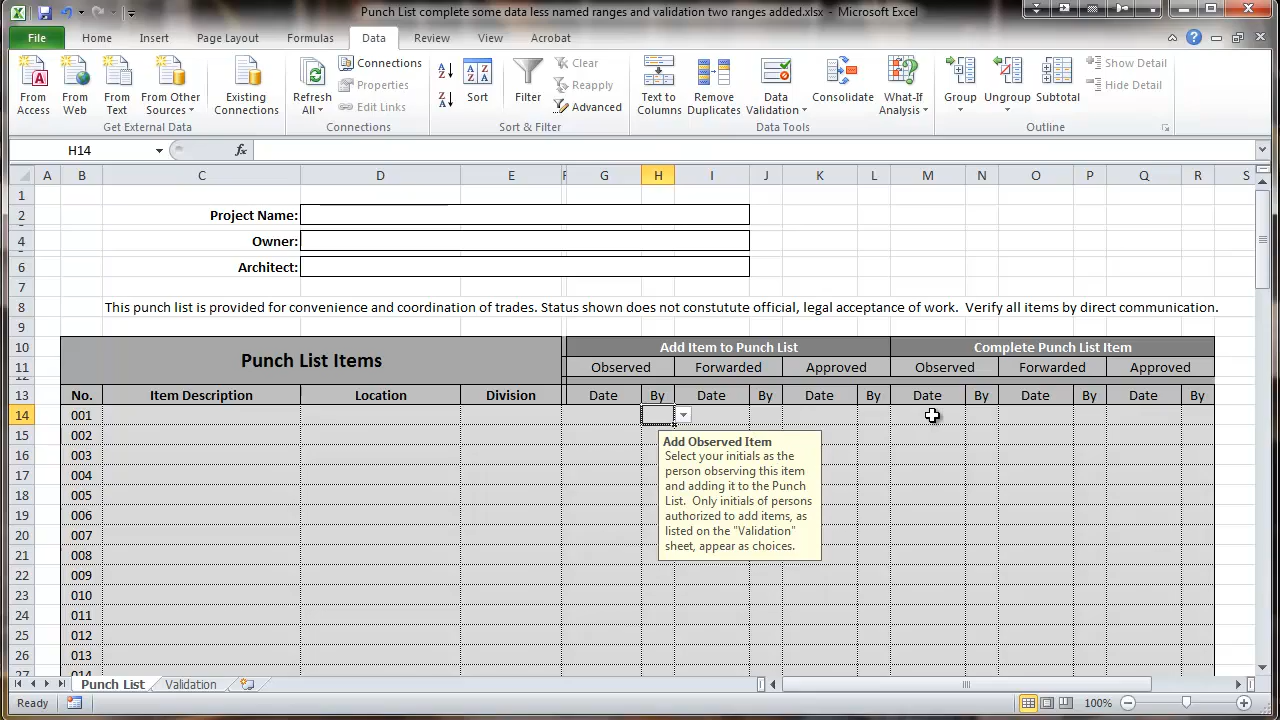 Punch List complete some data less named ranges and validation two ranges added.xlsx - Microsoft Excel
File Home Insert Page Layout Formulas Data Review View Acrobat
From Access
From Web
From Text
From Other Sources
Existing Connections
Get External Data
Refresh All
Connections
Properties
Edit Links
Connections
Sort
Filter
Clear
Reapply
Advanced
Sort & Filter
Text to Columns
Remove Duplicates
Data Validation
Consolidate
What-If Analysis
Data Tools
Group
Ungroup
Subtotal
Show Detail
Hide Detail
Outline
H14 fx
A B C D E F G H I J K L M N O P Q R S
1
2 Project Name:
4 Owner:
6 Architect:
7
8 This punch list is provided for convenience and coordination of trades. Status shown does not constutute official, legal acceptance of work. Verify all items by direct communication.
9
10 Punch List Items Add Item to Punch List Complete Punch List Item
11 Observed Forwarded Approved Observed Forwarded Approved
13 No. Item Description Location Division Date By Date By Date By Date By Date By Date By
14 001
15 002
16 003
17 004
18 005
19 006
20 007
21 008
22 009
23 010
24 011
25 012
26 013
27 014
Add Observed Item
Select your initials as the
person observing this item
and adding it to the Punch
List. Only initials of persons
authorized to add items, as
listed on the "Validation"
sheet, appear as choices.
Punch List Validation
Ready 100%